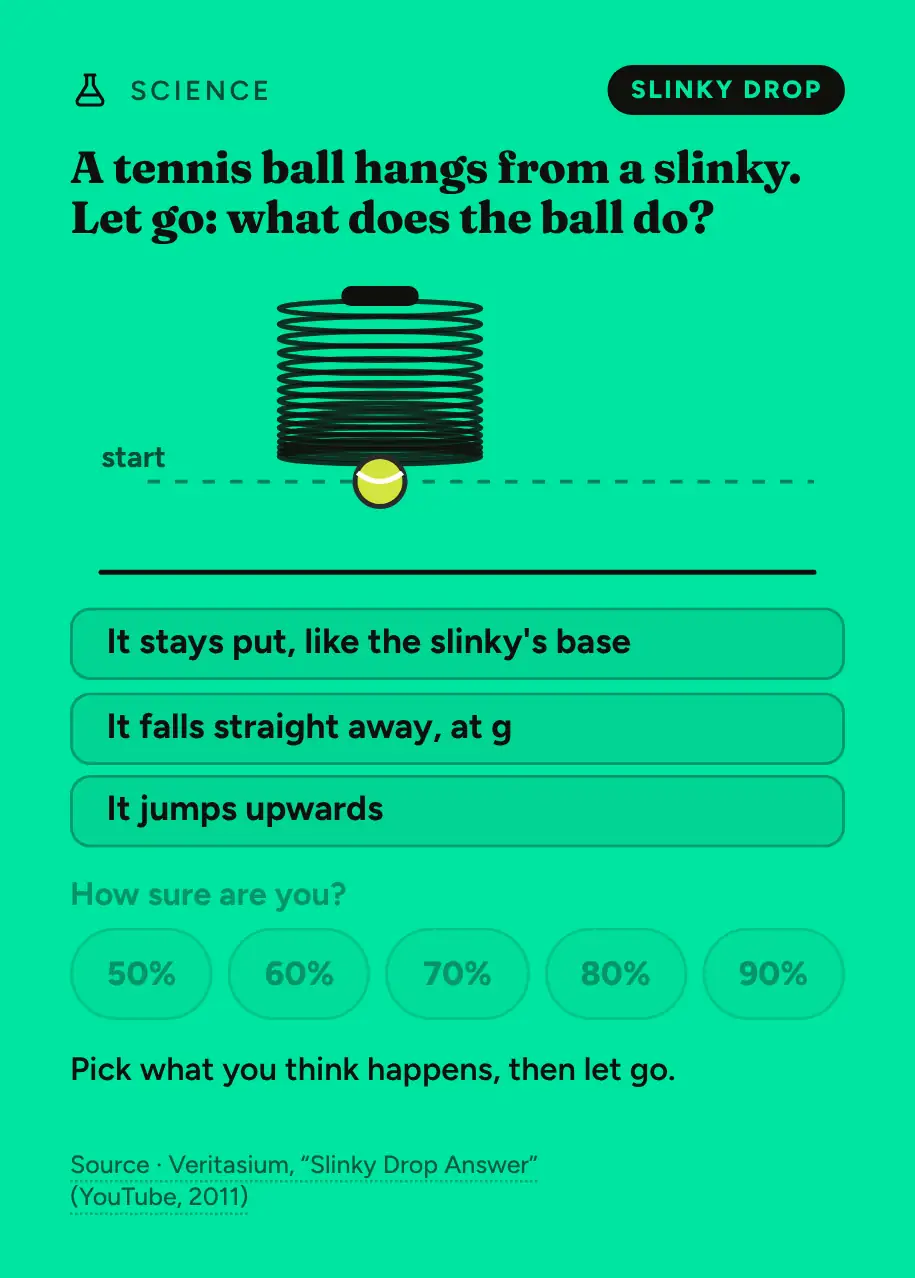 SCIENCE
SLINKY DROP
A tennis ball hangs from a slinky.
Let go: what does the ball do?
start
It stays put, like the slinky's base
It falls straight away, at g
It jumps upwards
How sure are you?
50%
60%
70%
80%
90%
Pick what you think happens, then let go.
Source · Veritasium, “Slinky Drop Answer”
(YouTube, 2011)